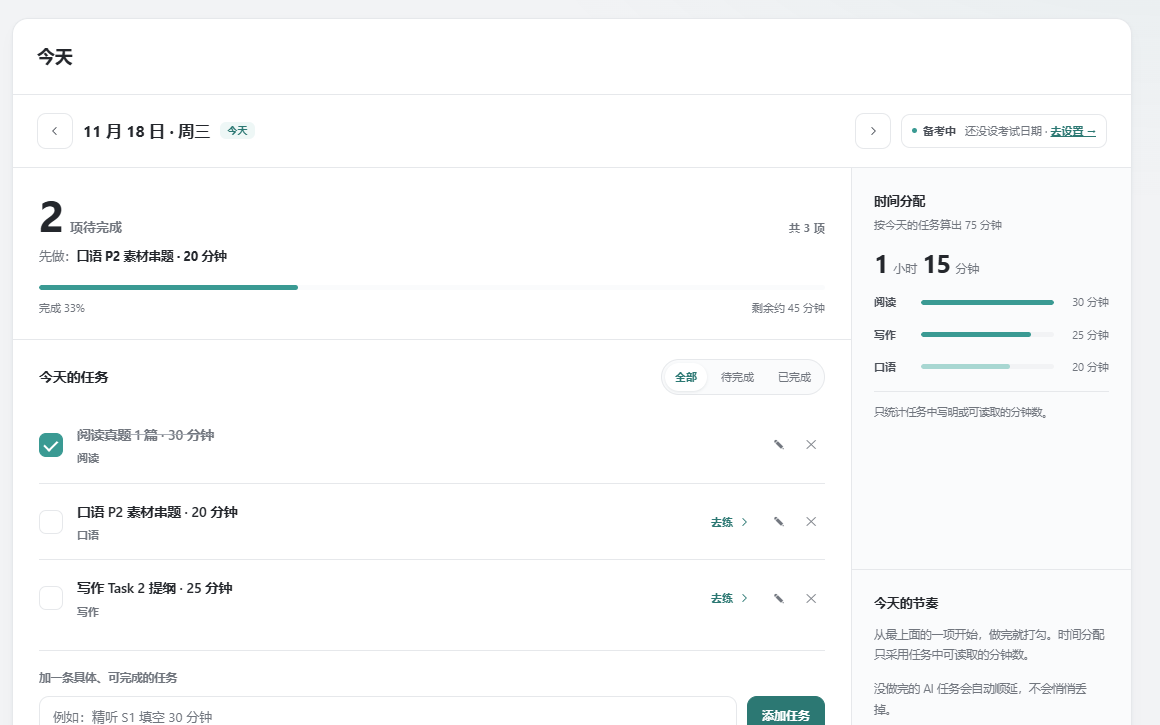 今天
11 月 18 日 · 周三 今天
备考中 还没设考试日期 · 去设置 →
2 项待完成
共 3 项
先做：口语 P2 素材串题 · 20 分钟
完成 33%
剩余约 45 分钟
今天的任务
全部 待完成 已完成
阅读真题 1 篇 · 30 分钟
阅读
口语 P2 素材串题 · 20 分钟
口语
去练
写作 Task 2 提纲 · 25 分钟
写作
去练
加一条具体、可完成的任务
例如：精听 S1 填空 30 分钟
添加任务
时间分配
按今天的任务算出 75 分钟
1 小时 15 分钟
阅读 30 分钟
写作 25 分钟
口语 20 分钟
只统计任务中写明或可读取的分钟数。
今天的节奏
从最上面的一项开始，做完就打勾。时间分配
只采用任务中可读取的分钟数。
没做完的 AI 任务会自动顺延，不会悄悄丢
掉。